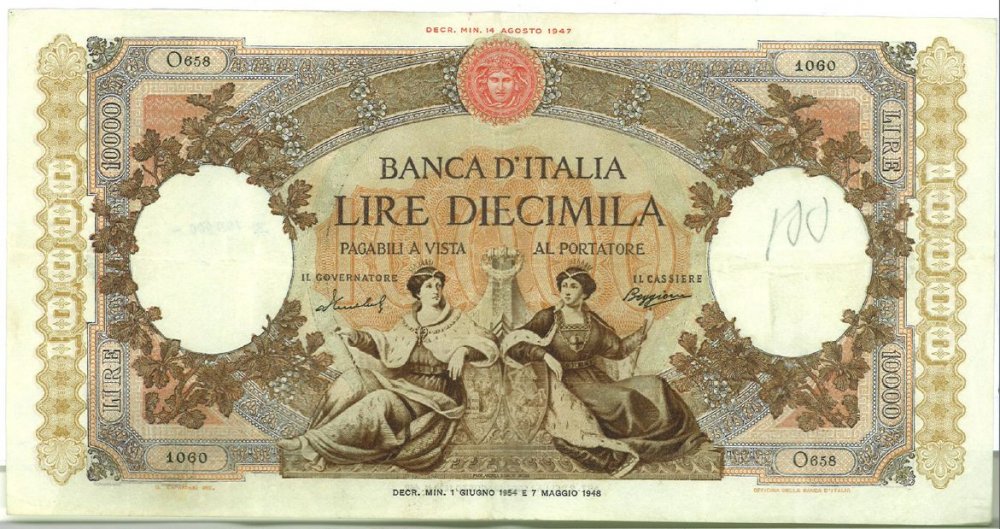 DECR. MIN. 14 AGOSTO 1947
O658
1060
10000
LIRE
BANCA D'ITALIA
LIRE DIECIMILA
PAGABILI A VISTA AL PORTATORE
IL GOVERNATORE
IL CASSIERE
100
LIRE
10000
1060
O658
OFFICINA DELLA BANCA D'ITALIA
DECR. MIN. 1° GIUGNO 1954 E 7 MAGGIO 1948